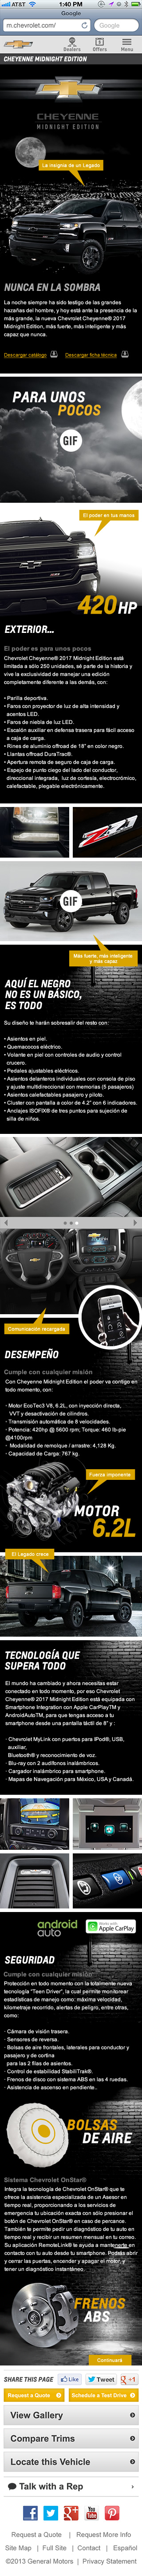 AT&T
1:40 PM
Google
m.chevrolet.com/
Google
Dealers
Offers
Menu
CHEYENNE MIDNIGHT EDITION
CHEYENNE
MIDNIGHT EDITION
La insignia de un Legado
NUNCA EN LA SOMBRA
La noche siempre ha sido testigo de las grandes
hazañas del hombre, y hoy está ante la presencia de la
más grande, la nueva Chevrolet Cheyenne® 2017
Midnight Edition, más fuerte, más inteligente y más
capaz que nunca.
Descargar catálogo
Descargar ficha técnica
PARA UNOS
POCOS
GIF
El poder en tus manos
420 HP
EXTERIOR...
El poder es para unos pocos
Chevrolet Cheyenne® 2017 Midnight Edition está
limitada a sólo 250 unidades, sé parte de la historia y
vive la exclusividad de manejar una edición
completamente diferente a las demás, con:
• Parrilla deportiva.
• Faros con proyector de luz de alta intensidad y
acentos LED.
• Faros de niebla de luz LED.
• Escalón auxiliar en defensa trasera para fácil acceso
a caja de carga.
• Rines de aluminio offroad de 18" en color negro.
• Llantas offroad DuraTrac®.
• Apertura remota de seguro de caja de carga.
• Espejo de punto ciego del lado del conductor,
direccional integrada, luz de cortesía, electrocrómico,
calefactable, plegable eléctricamente.
Z71
GIF
Más fuerte, más inteligente
y más capaz.
AQUÍ EL NEGRO
NO ES UN BÁSICO,
ES TODO
Su diseño te harán sobresalir del resto con:
• Asientos en piel.
• Quemacocos eléctrico.
• Volante en piel con controles de audio y control
crucero.
• Pedales ajustables eléctricos.
• Asientos delanteros individuales con consola de piso
y ajuste multidireccional con memoria (3 pasajeros)
• Asientos calefactables pasajero y piloto.
• Cluster con pantalla a color de 4.2" con 6 indicadores.
• Anclajes ISOFIX® de tres puntos para sujeción
de silla de niños.
Comunicación recargada
DESEMPEÑO
Cumple con cualquier misión
Con Cheyenne Midnight Edition el poder va contigo en
todo momento, con:
· Motor EcoTec3 V8, 6.2L, con inyección directa,
VVT y desactivación de cilindros.
· Transmisión automática de 8 velocidades.
· Potencia: 420hp @ 5600 rpm; Torque: 460 lb-pie
@4100rpm
· Modalidad de remolque / arrastre: 4,128 Kg.
· Capacidad de Carga: 767 kg.
Fuerza imponente
MOTOR
6.2L
El Legado crece
TECNOLOGÍA QUE
SUPERA TODO
El mundo ha cambiado y ahora necesitas estar
conectado en todo momento, por eso Chevrolet
Cheyenne® 2017 Midnight Edition está equipada con
Smartphone Integration con Apple CarPlayTM y
AndroidAutoTM, para que tengas acceso a tu
smartphone desde una pantalla táctil de 8" y :
· Chevrolet MyLink con puertos para IPod®, USB,
auxiliar,
Bluetooth® y reconocimiento de voz.
· Blu-ray con 2 audífonos inalámbricos.
· Cargador inalámbrico para smartphone.
· Mapas de Navegación para México, USA y Canadá.
android
auto
Works with
Apple CarPlay
SEGURIDAD
Cumple con cualquier misión
Protección en todo momento con la totalmente nueva
tecnología "Teen Driver", la cual permite monitorear
estadísticas de conducción como máxima velocidad,
kilometraje recorrido, alertas de peligro, entre otras,
como:
· Cámara de visión trasera.
· Sensores de reversa.
· Bolsas de aire frontales, laterales para conductor y
pasajero y de cortina
para las 2 filas de asientos.
· Control de estabilidad StabiliTrak®.
· Frenos de disco con sistema ABS en las 4 ruedas.
· Asistencia de ascenso en pendiente..
BOLSAS
DE AIRE
Sistema Chevrolet OnStar®
Integra la tecnología de Chevrolet OnStar® que te
ofrece la asistencia especializada de un Asesor en
tiempo real, proporcionando a los servicios de
emergencia tu ubicación exacta con sólo presionar el
botón de Chevrolet OnStar® en caso de percance.
También te permite pedir un diagnóstico de tu auto en
tiempo real y recibir un resumen mensual en tu correo.
Su aplicación RemoteLink® te ayuda a mantenerte en
contacto con tu auto desde tu smartphone. Podrás abrir
y cerrar las puertas, encender y apagar el motor, y
tener un diagnóstico instantáneo.
FRENOS
ABS
Continuará
SHARE THIS PAGE
Like
Tweet
+1
Request a Quote
Schedule a Test Drive
View Gallery
Compare Trims
Locate this Vehicle
Talk with a Rep
Request a Quote | Request More Info
Site Map | Full Site | Contact | Español
©2013 General Motors | Privacy Statement